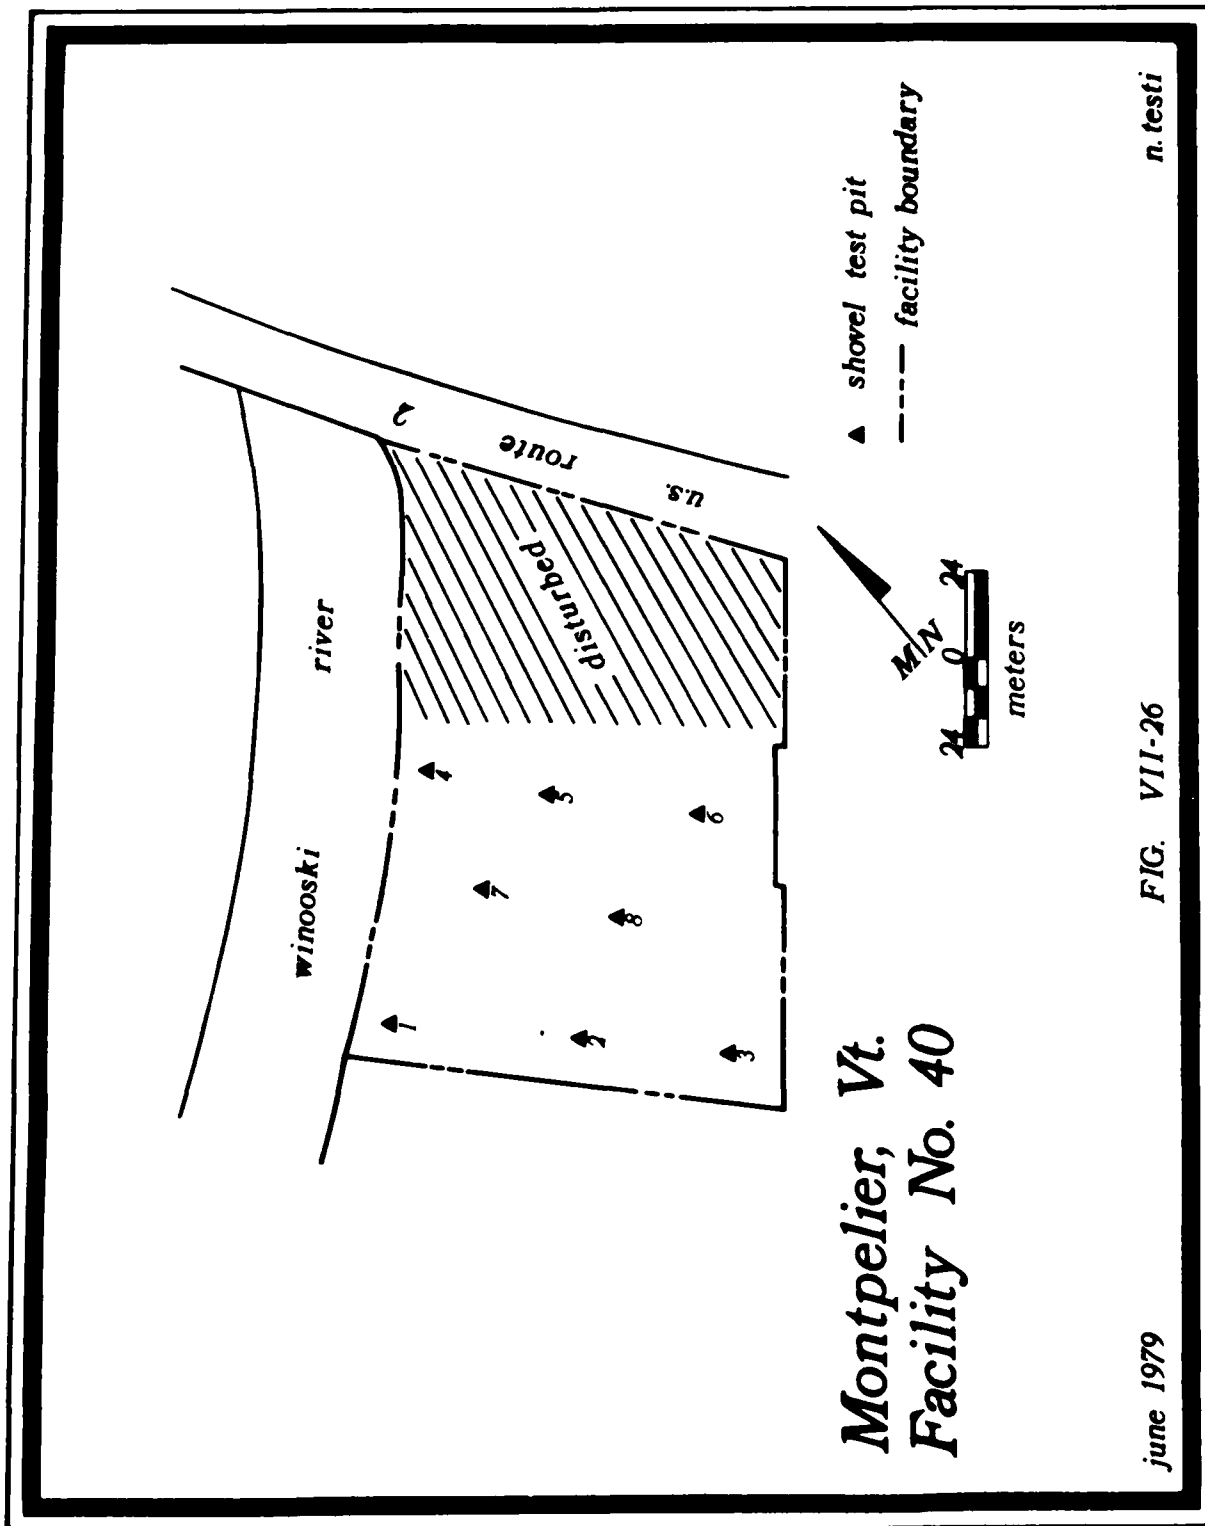 winooski river
u.s. route 2
disturbed
1
2
3
4
5
6
7
8
▲ shovel test pit
facility boundary
MN
24 0 24
meters
Montpelier, Vt.
Facility No. 40
june 1979
FIG. VII-26
n. testi